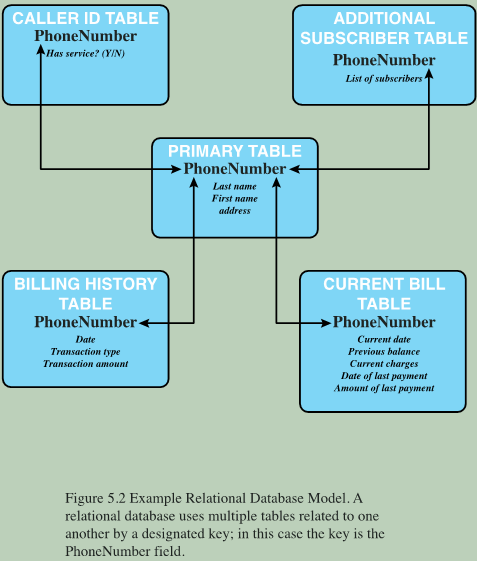 CALLER ID TABLE
PhoneNumber
Has service? (Y/N)
ADDITIONAL
SUBSCRIBER TABLE
PhoneNumber
List of subscribers
PRIMARY TABLE
PhoneNumber
Last name
First name
address
BILLING HISTORY
TABLE
PhoneNumber
Date
Transaction type
Transaction amount
CURRENT BILL
TABLE
PhoneNumber
Current date
Previous balance
Current charges
Date of last payment
Amount of last payment
Figure 5.2 Example Relational Database Model. A
relational database uses multiple tables related to one
another by a designated key; in this case the key is the
PhoneNumber field.